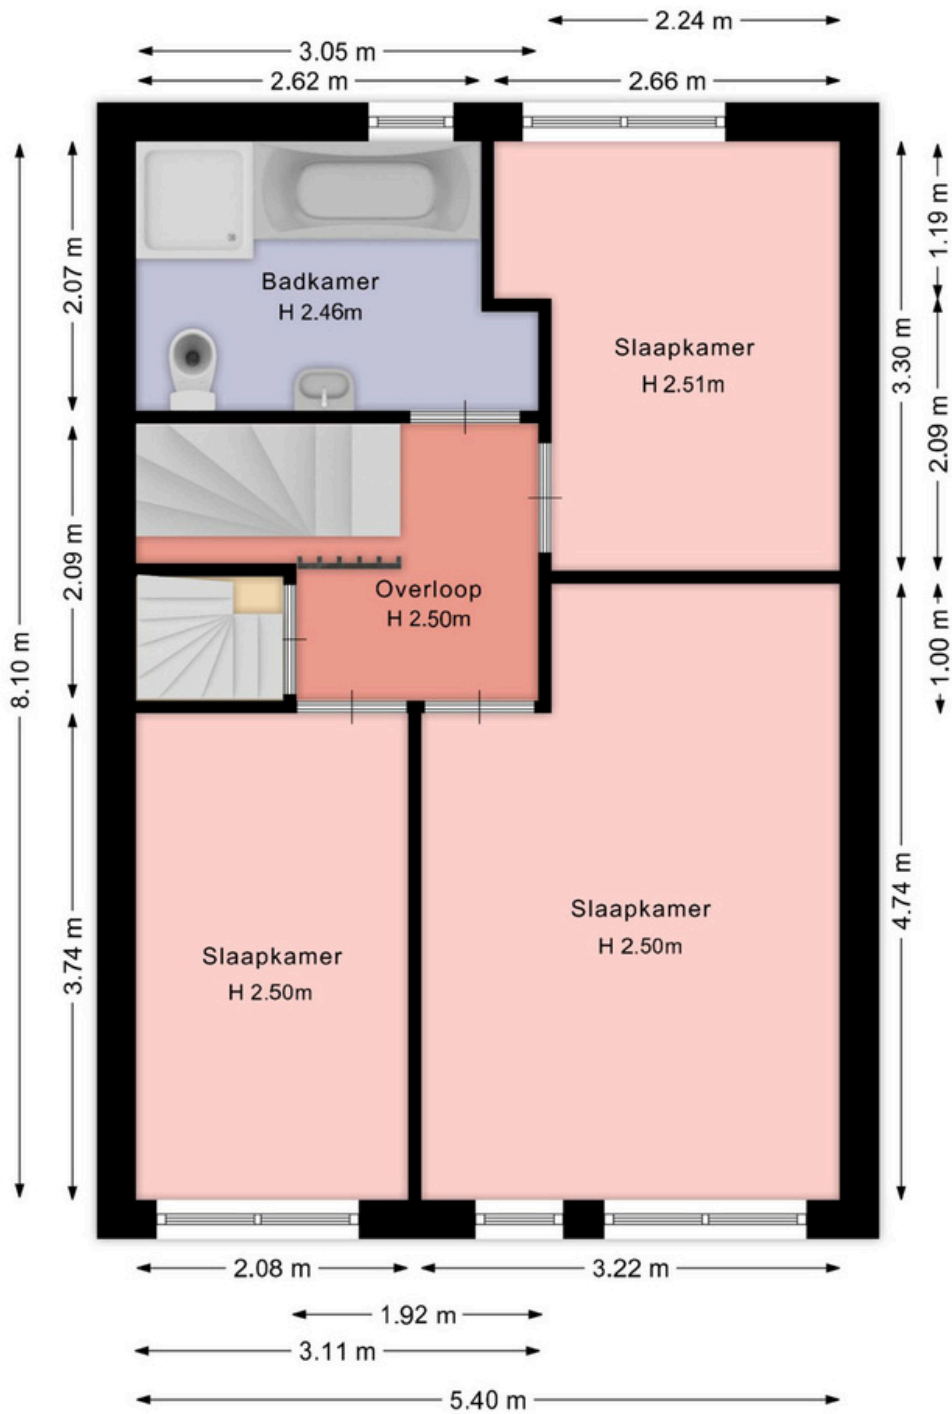 2.24 m
3.05 m
2.62 m
2.66 m
8.10 m
2.07 m
2.09 m
3.74 m
Badkamer
H 2.46m
Slaapkamer
H 2.51m
Overloop
H 2.50m
Slaapkamer
H 2.50m
Slaapkamer
H 2.50m
3.30 m
4.74 m
1.19 m
2.09 m
1.00 m
2.08 m
3.22 m
1.92 m
3.11 m
5.40 m